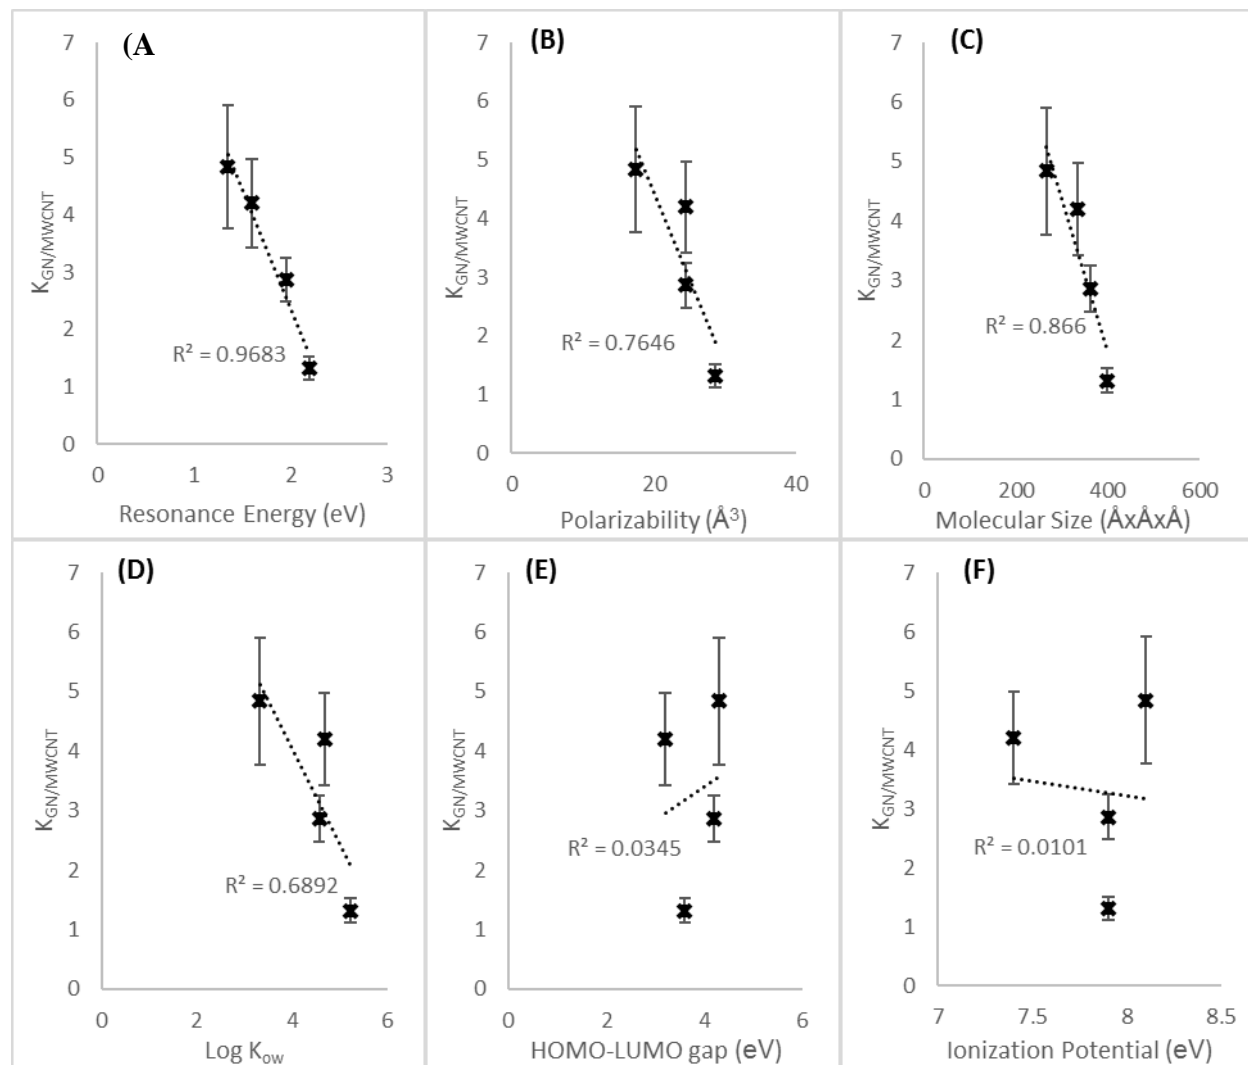 (A
7
6
5
4
3
2
1
0
K_GN/MWCNT
R² = 0.9683
0 1 2 3
Resonance Energy (eV)
(B)
7
6
5
4
3
2
1
0
K_GN/MWCNT
R² = 0.7646
0 20 40
Polarizability (Å³)
(C)
7
6
5
4
3
2
1
0
K_GN/MWCNT
R² = 0.866
0 200 400 600
Molecular Size (ÅxÅxÅ)
(D)
7
6
5
4
3
2
1
0
K_GN/MWCNT
R² = 0.6892
0 2 4 6
Log K_ow
(E)
7
6
5
4
3
2
1
0
K_GN/MWCNT
R² = 0.0345
0 2 4 6
HOMO-LUMO gap (eV)
(F)
7
6
5
4
3
2
1
0
K_GN/MWCNT
R² = 0.0101
7 7.5 8 8.5
Ionization Potential (eV)